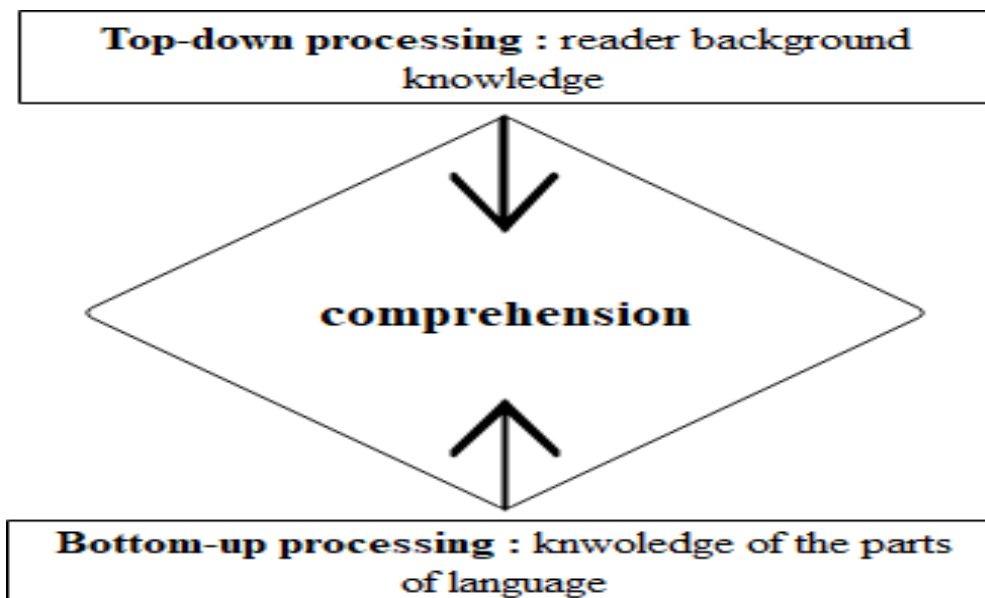 Top-down processing : reader background
knowledge
comprehension
Bottom-up processing : knwoledge of the parts
of language